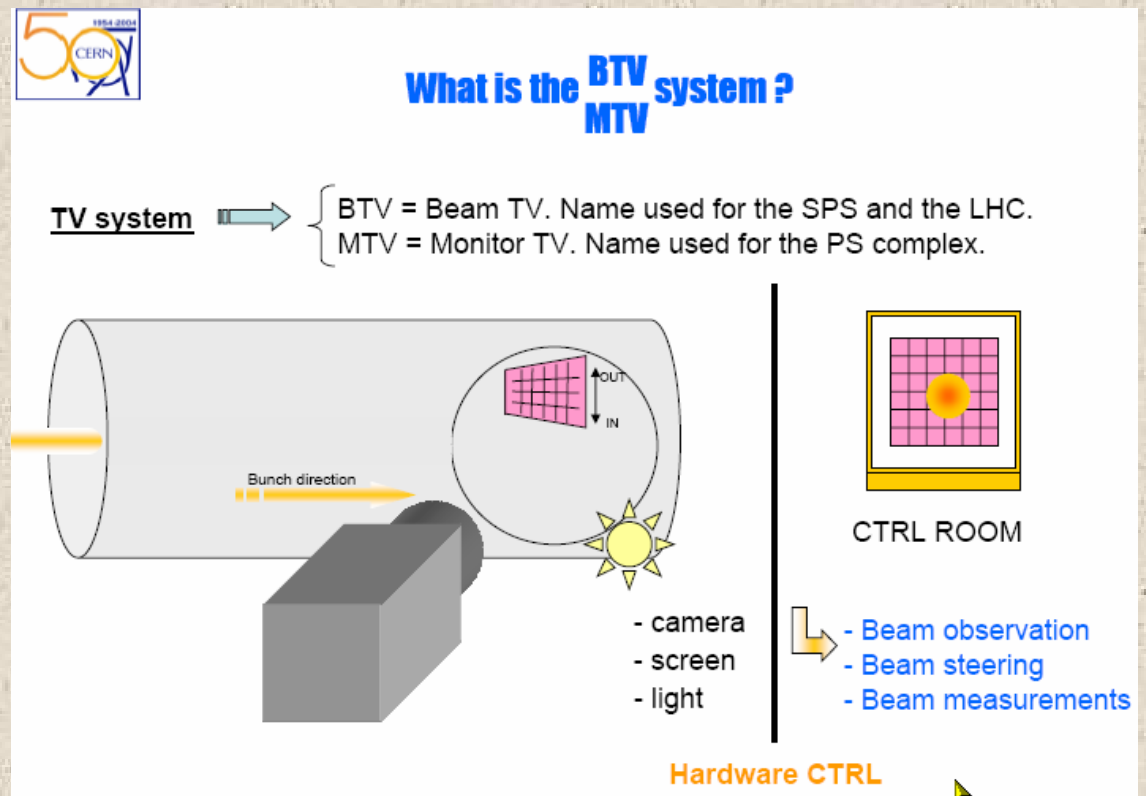 1954-2004
50
CERN
What is the BTV system ?
MTV
TV system
BTV = Beam TV. Name used for the SPS and the LHC.
MTV = Monitor TV. Name used for the PS complex.
OUT
IN
Bunch direction
- camera
- screen
- light
CTRL ROOM
- Beam observation
- Beam steering
- Beam measurements
Hardware CTRL